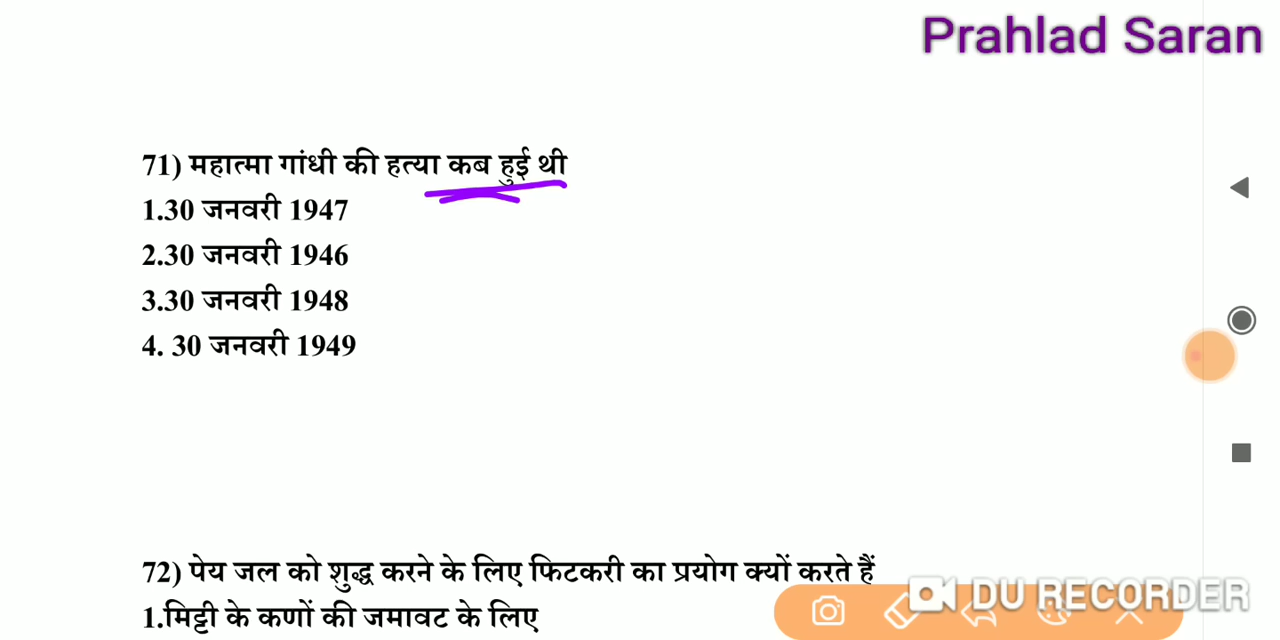 Prahlad Saran
71) महात्मा गांधी की हत्या कब हुई थी
1.30 जनवरी 1947
2.30 जनवरी 1946
3.30 जनवरी 1948
4. 30 जनवरी 1949
72) पेय जल को शुद्ध करने के लिए फिटकरी का प्रयोग क्यों करते हैं
1.मिट्टी के कणों की जमावट के लिए
DU RECORDER